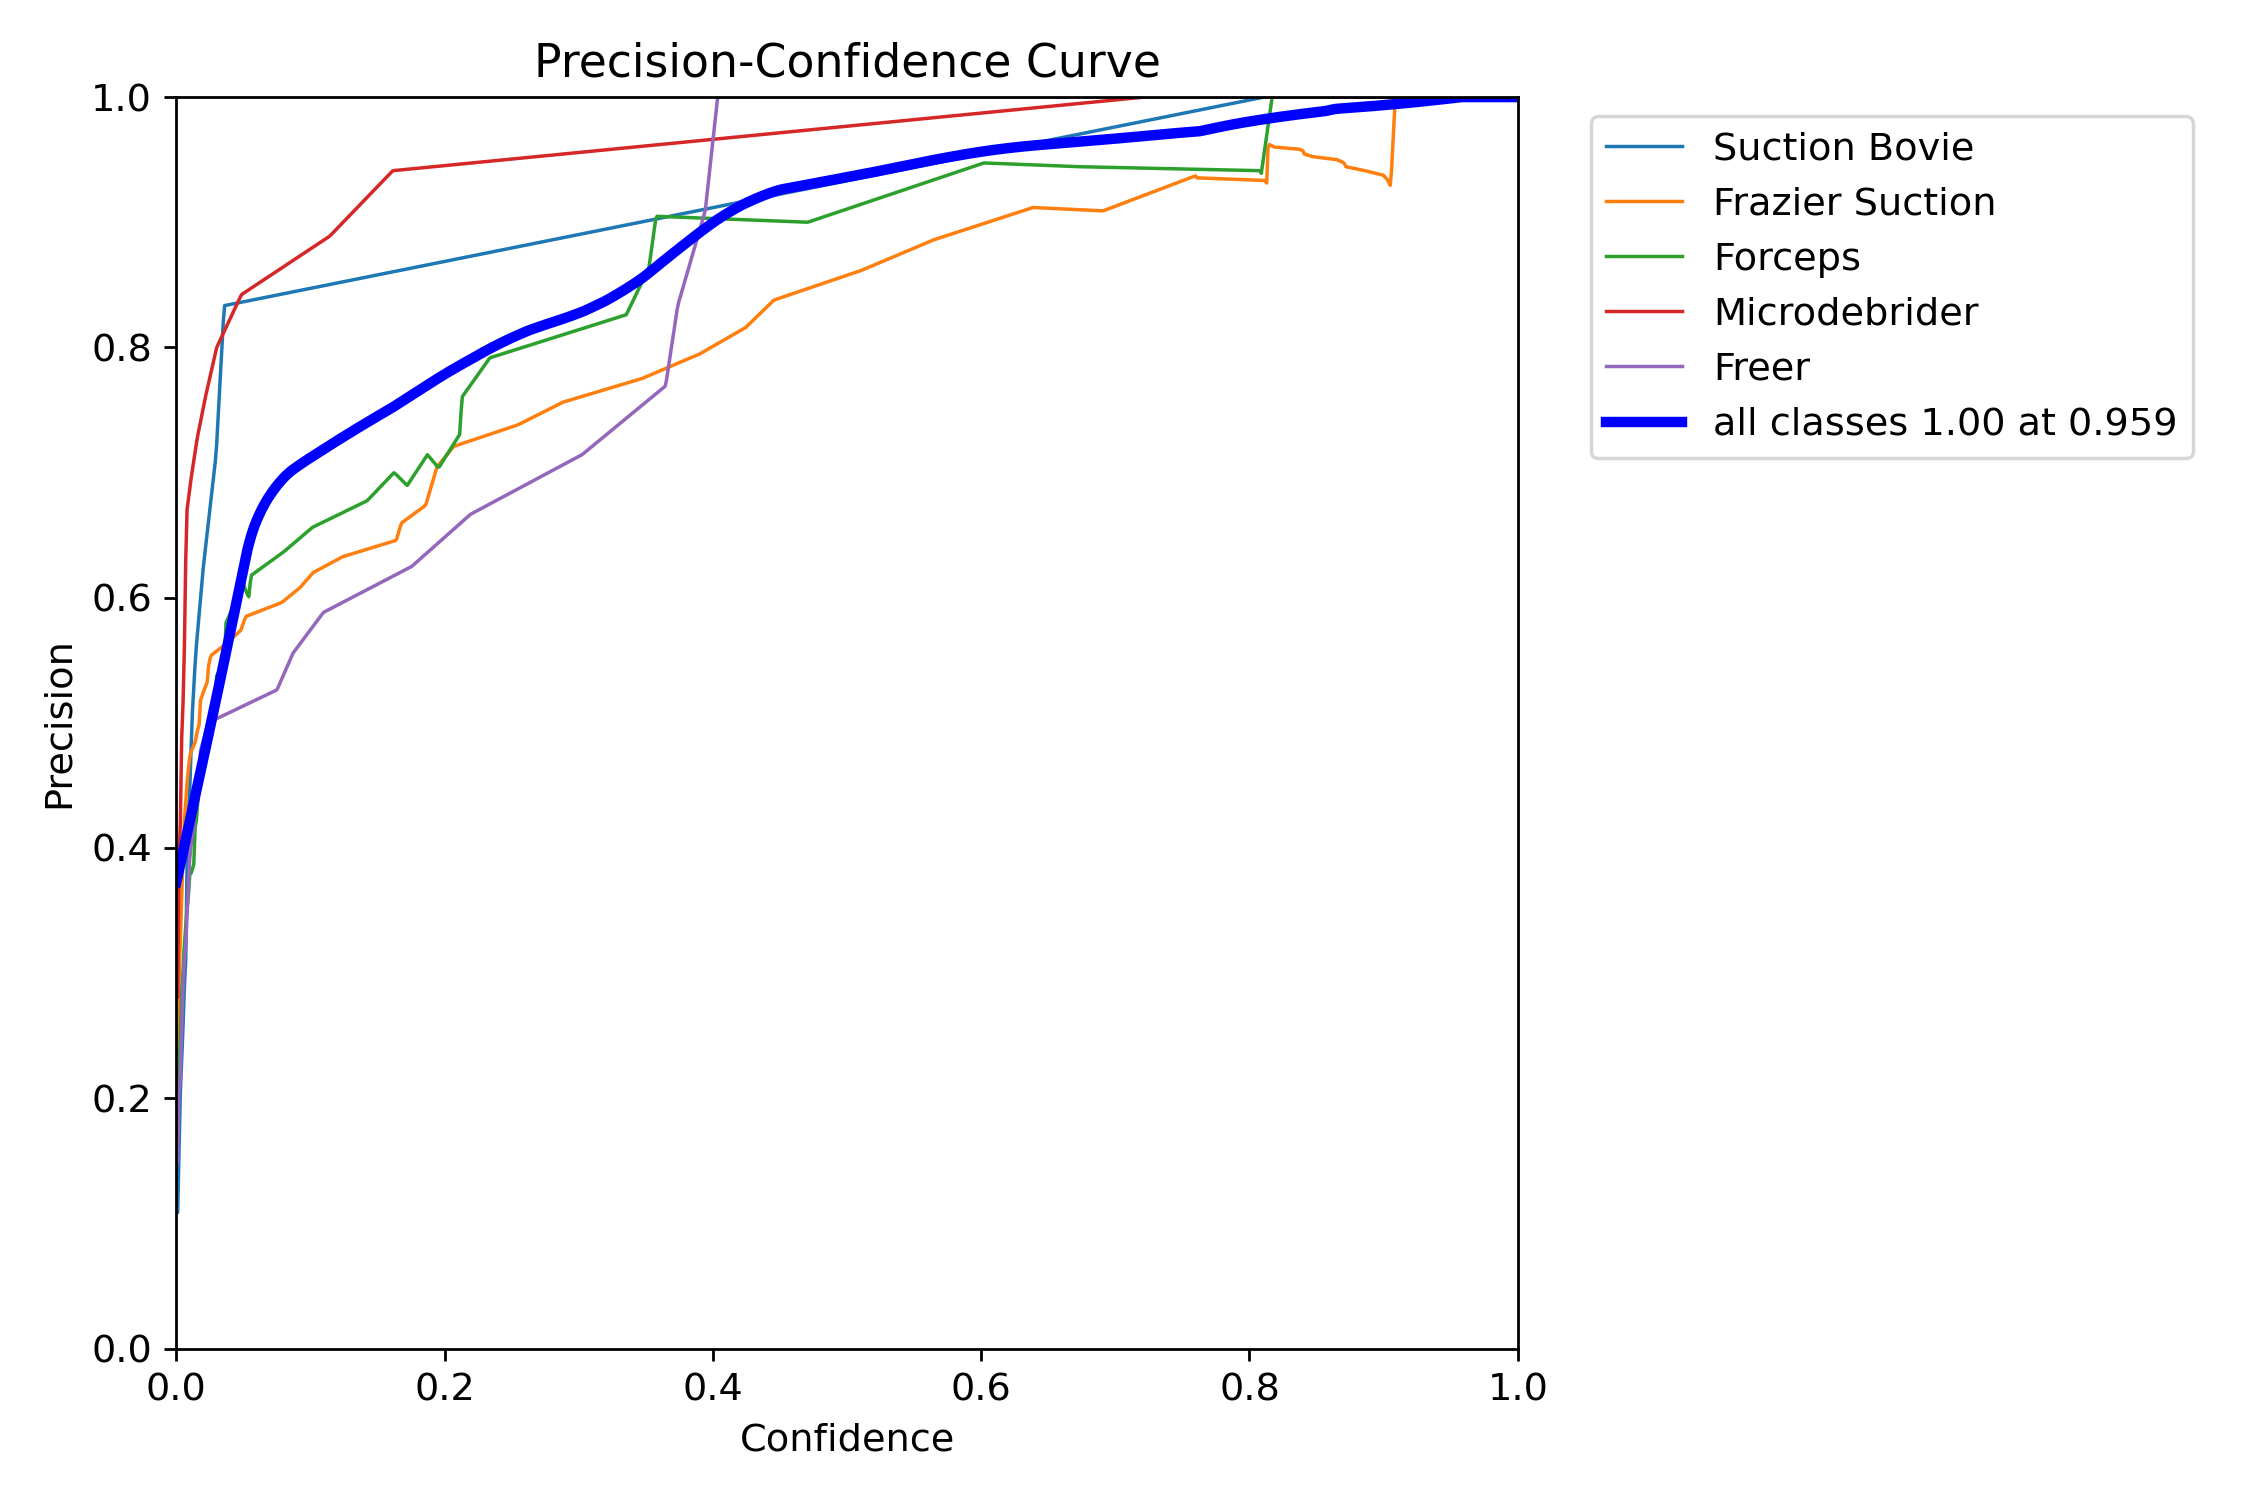 Precision-Confidence Curve
1.0
0.8
0.6
0.4
0.2
0.0
Precision
0.0 0.2 0.4 0.6 0.8 1.0
Confidence
Suction Bovie
Frazier Suction
Forceps
Microdebrider
Freer
all classes 1.00 at 0.959